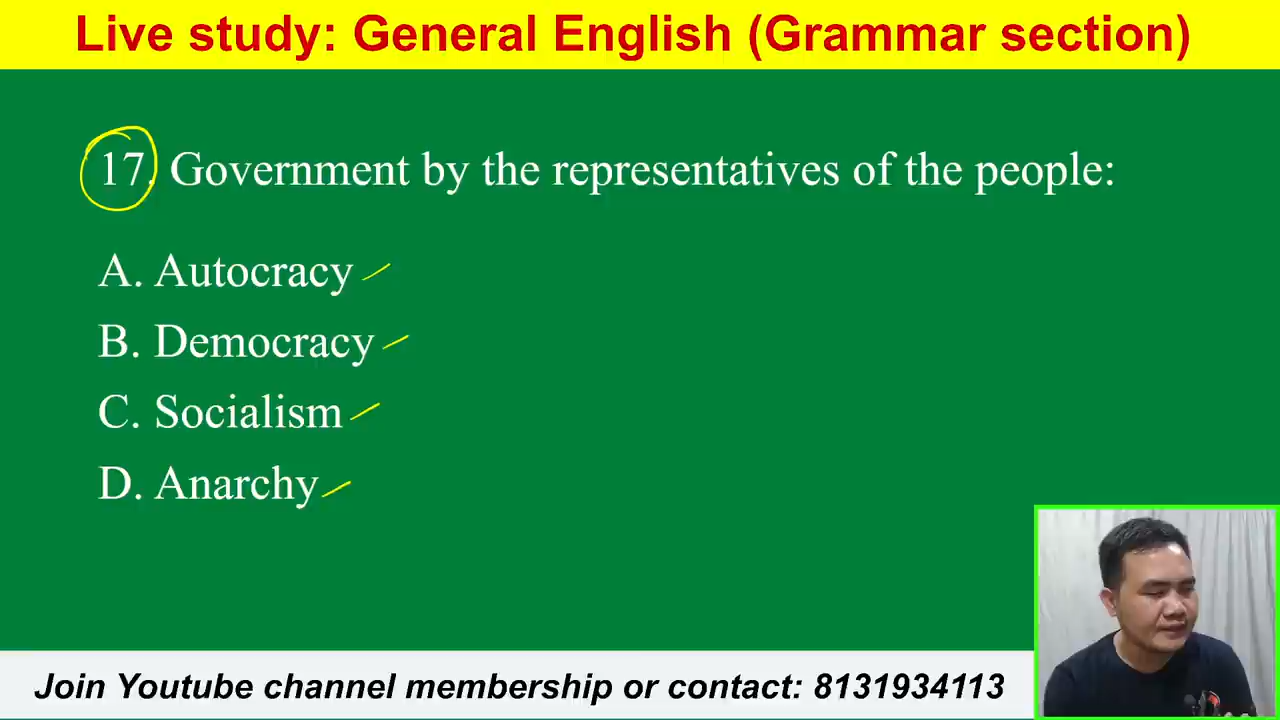 Live study: General English (Grammar section)
17. Government by the representatives of the people:
A. Autocracy
B. Democracy
C. Socialism
D. Anarchy
Join Youtube channel membership or contact: 8131934113